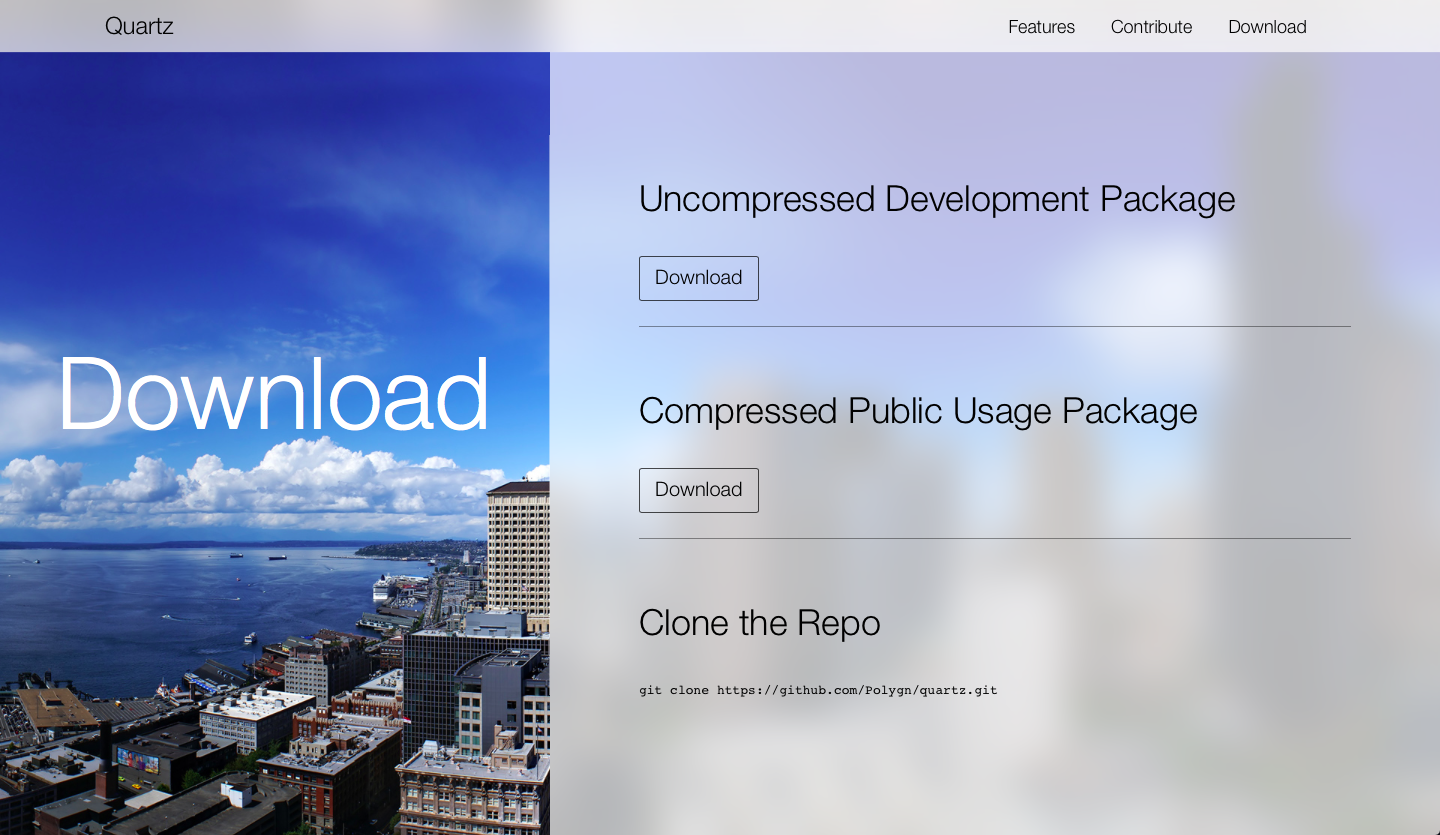 Quartz
Features
Contribute
Download
Download
Uncompressed Development Package
Download
Compressed Public Usage Package
Download
Clone the Repo
git clone https://github.com/Polygn/quartz.git